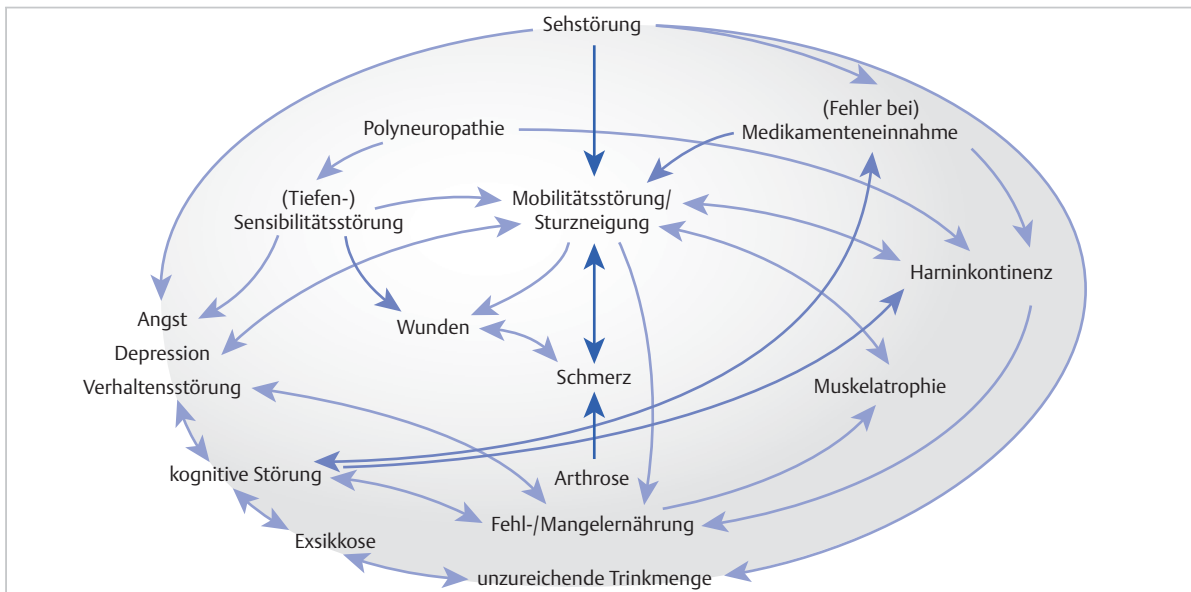 Sehstörung
(Fehler bei)
Medikamenteneinnahme
Polyneuropathie
(Tiefen-)
Sensibilitätsstörung
Mobilitätsstörung/
Sturzneigung
Harninkontinenz
Angst
Wunden
Depression
Schmerz
Verhaltensstörung
Muskelatrophie
kognitive Störung
Arthrose
Fehl-/Mangelernährung
Exsikkose
unzureichende Trinkmenge